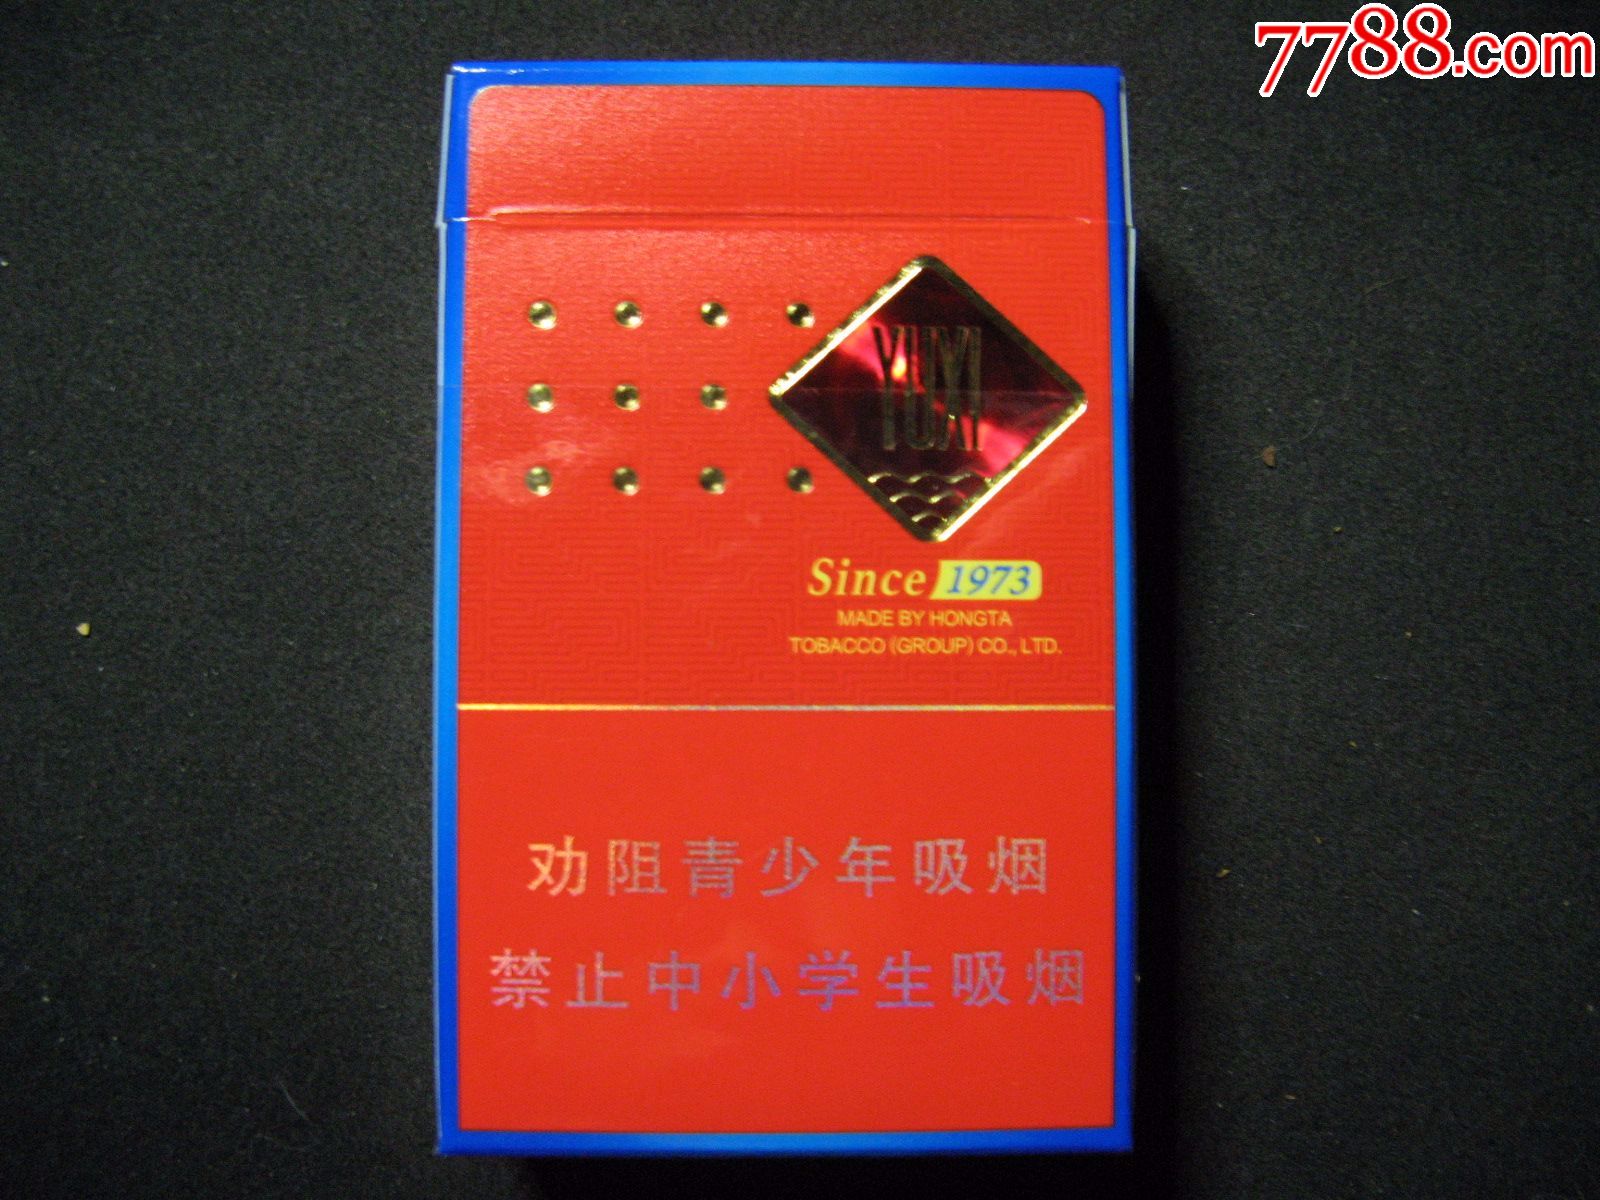 7788.com
YUXI
Since 1973
MADE BY HONGTA
TOBACCO (GROUP) CO., LTD.
劝阻青少年吸烟
禁止中小学生吸烟